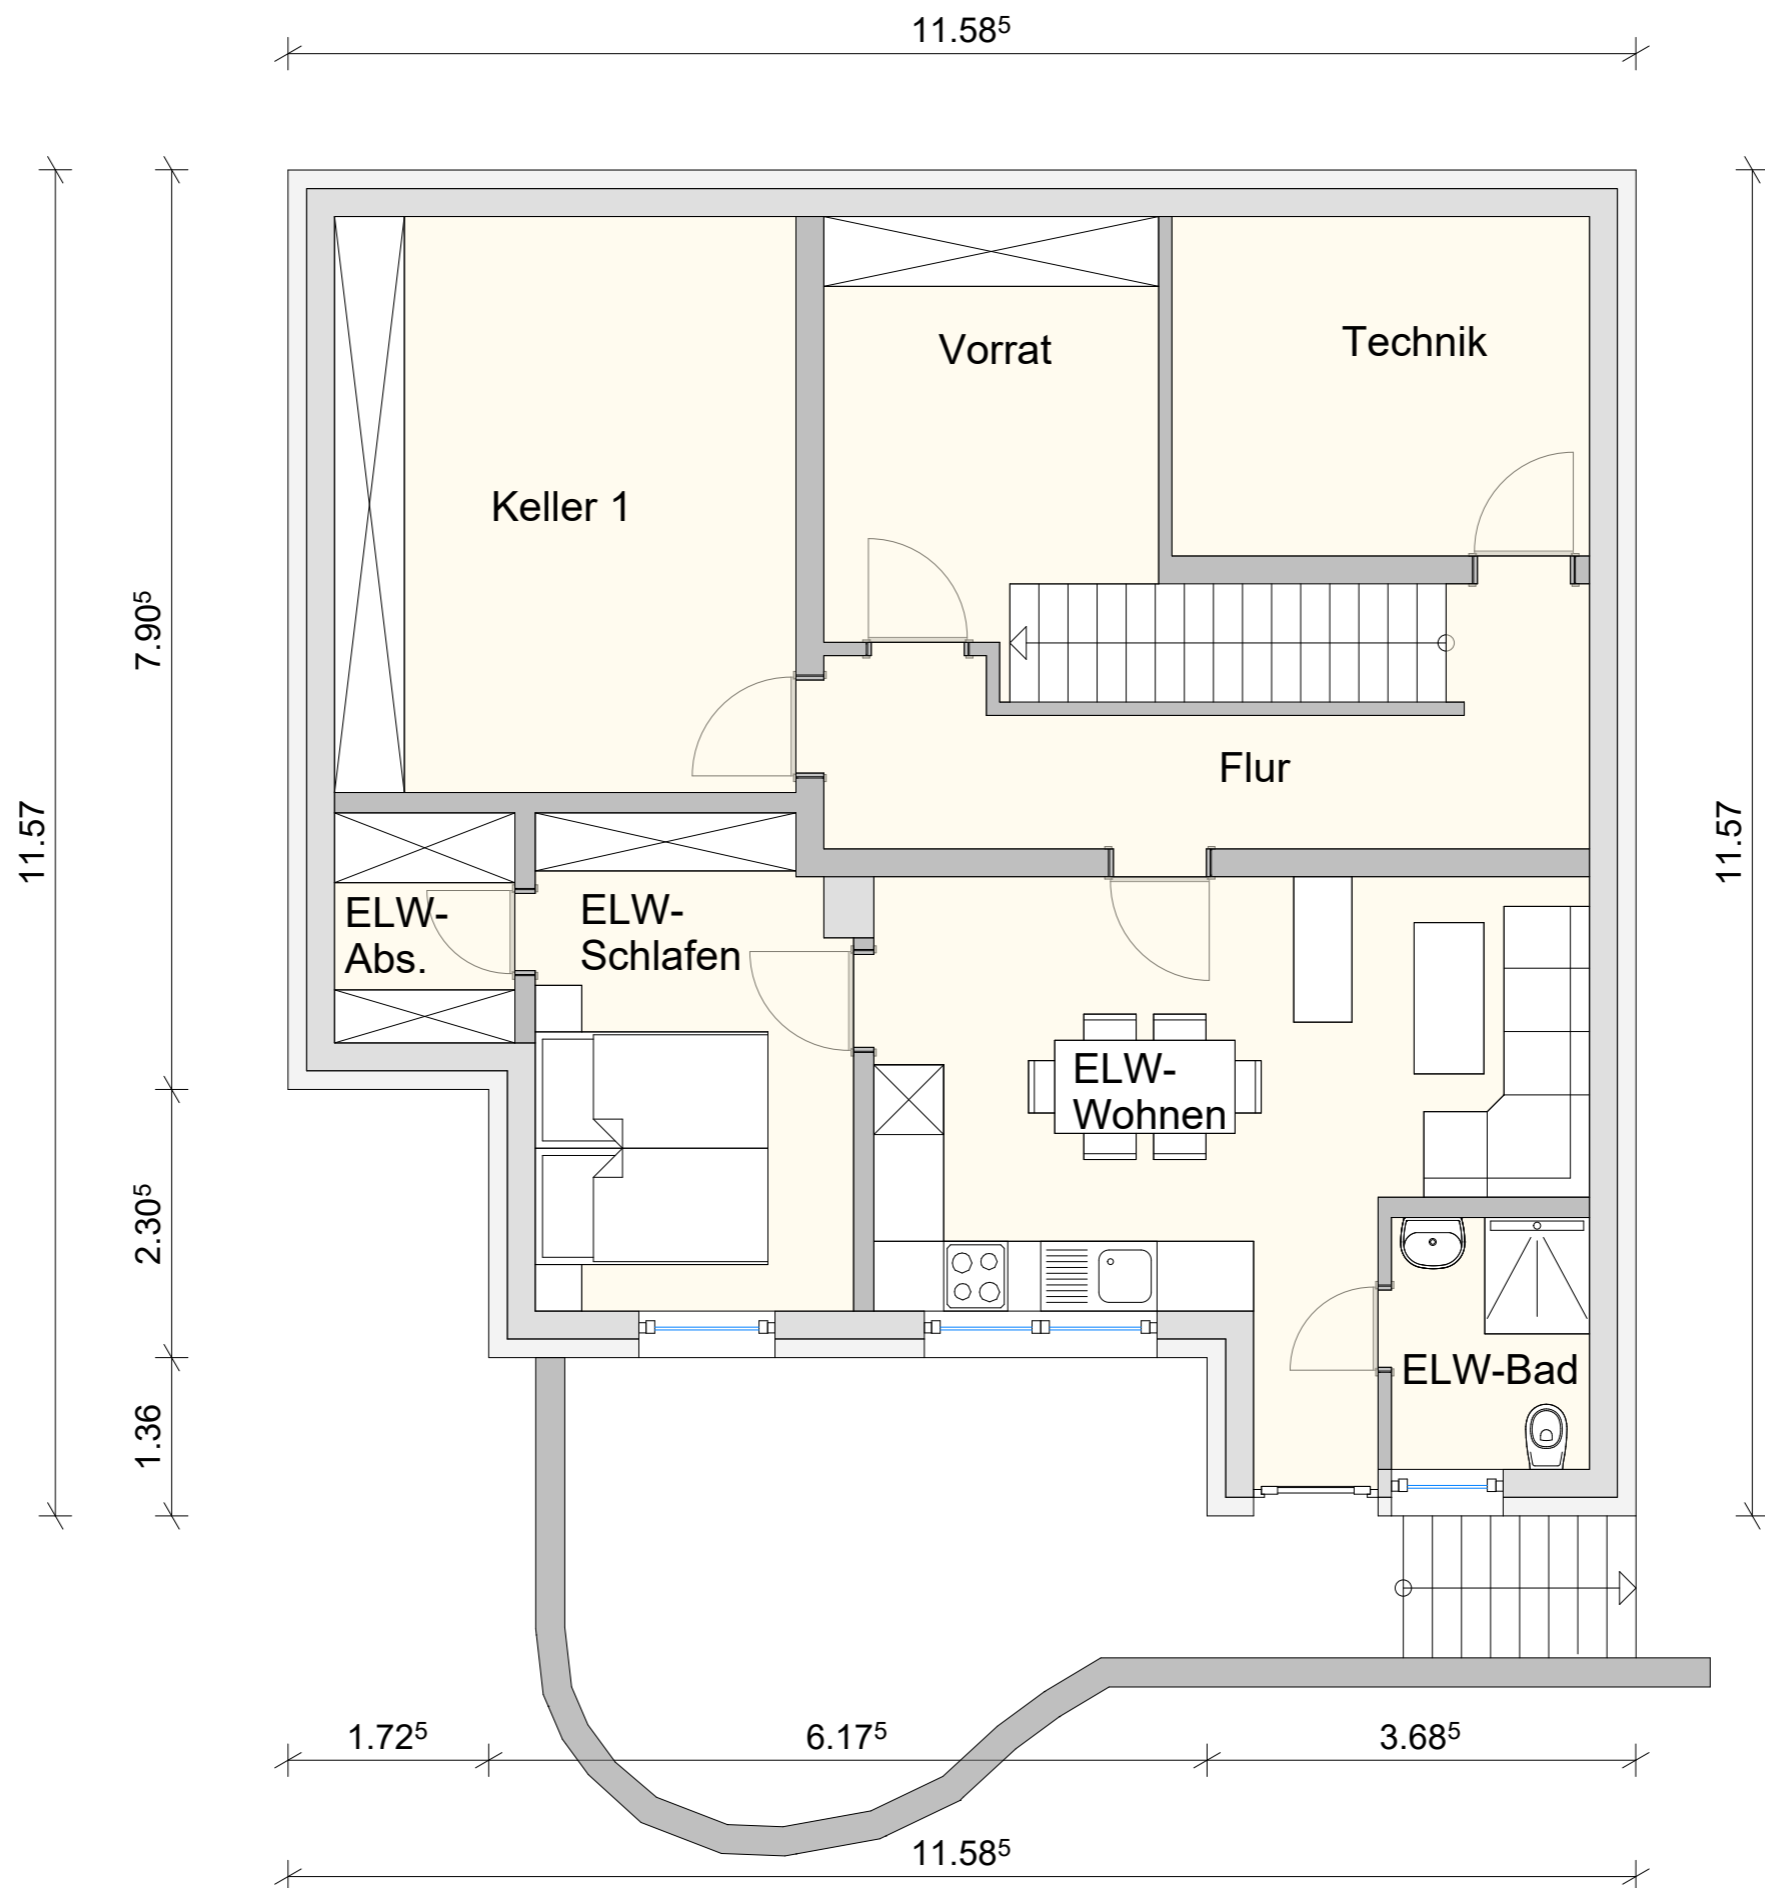 11.58⁵
Vorrat
Technik
Keller 1
7.90⁵
Flur
11.57
11.57
ELW-
Abs.
ELW-
Schlafen
ELW-
Wohnen
2.30⁵
ELW-Bad
1.36
1.72⁵
6.17⁵
3.68⁵
11.58⁵